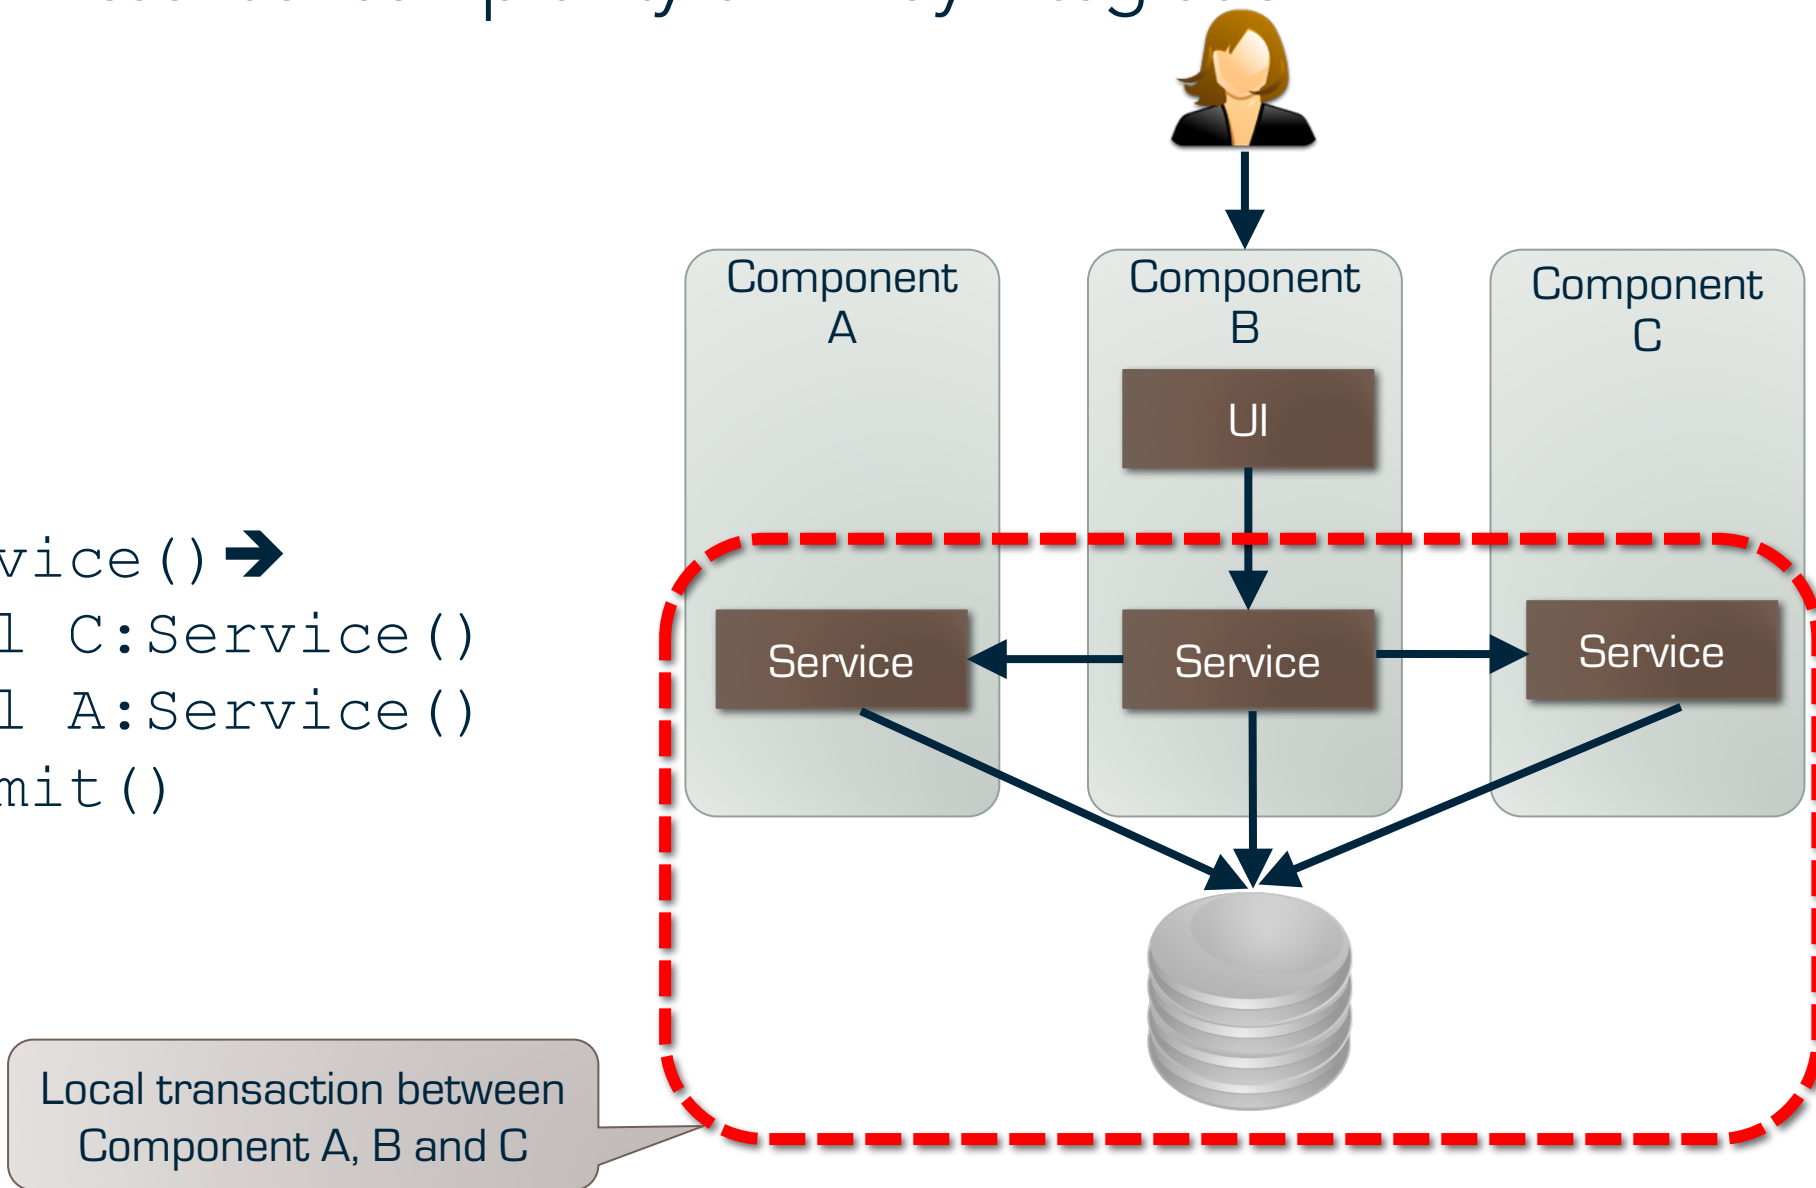 Component
A
Component
B
Component
C
UI
vice()➔
l C:Service()
l A:Service()
mit()
Service
Service
Service
Local transaction between
Component A, B and C